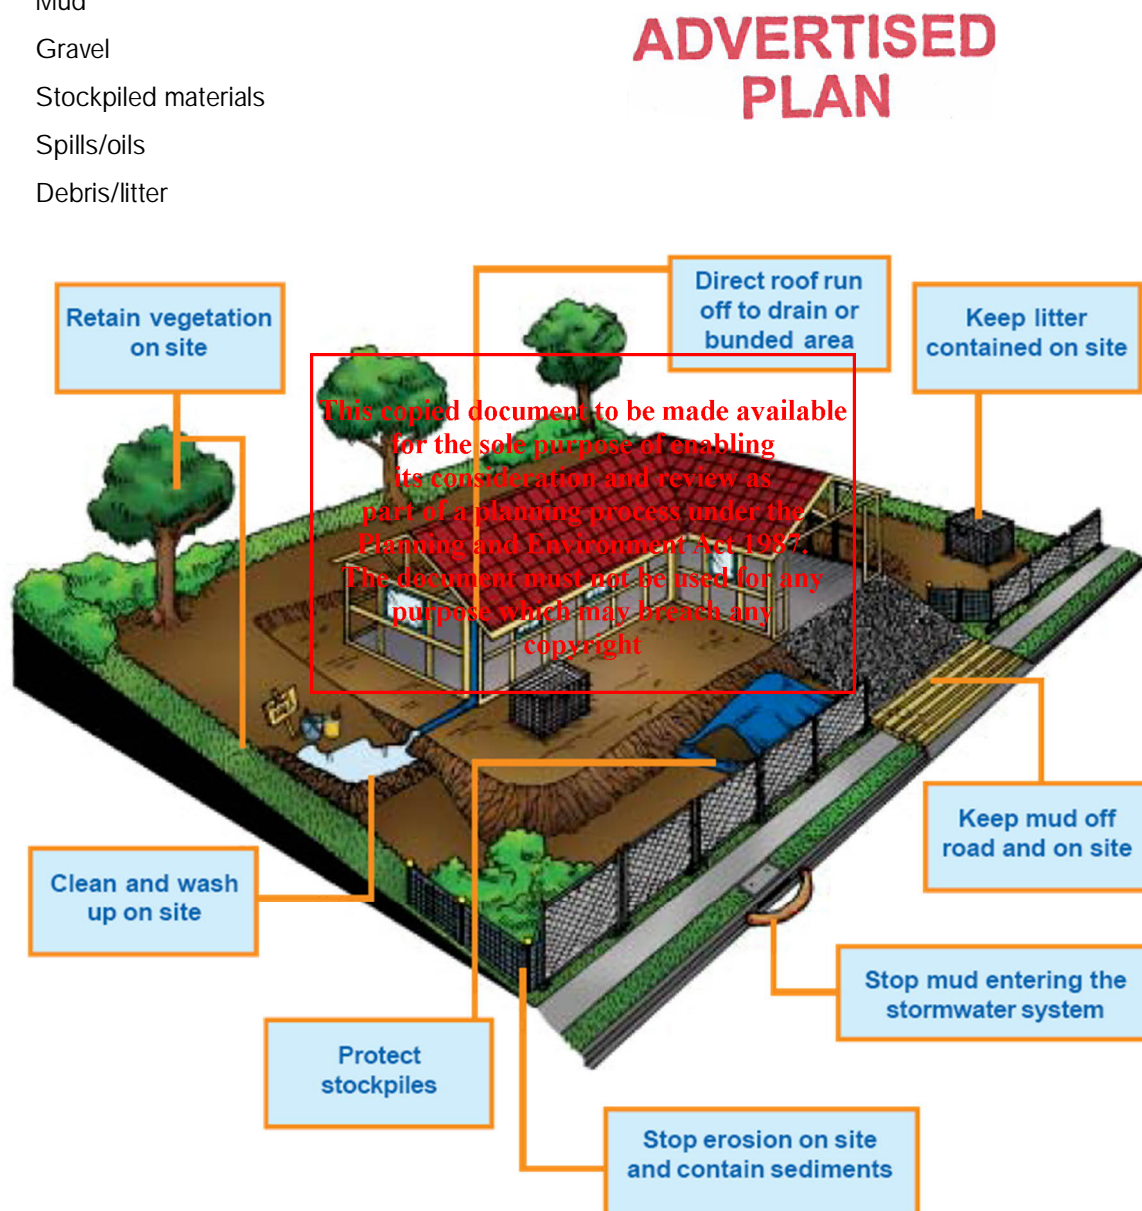 Mud
Gravel
Stockpiled materials
Spills/oils
Debris/litter
ADVERTISED
PLAN
Retain vegetation
on site
Direct roof run
off to drain or
bunded area
Keep litter
contained on site
This copied document to be made available
for the sole purpose of enabling
its consideration and review as
part of a planning process under the
Planning and Environment Act 1987.
The document must not be used for any
purpose which may breach any
copyright
Keep mud off
road and on site
Clean and wash
up on site
Stop mud entering the
stormwater system
Protect
stockpiles
Stop erosion on site
and contain sediments